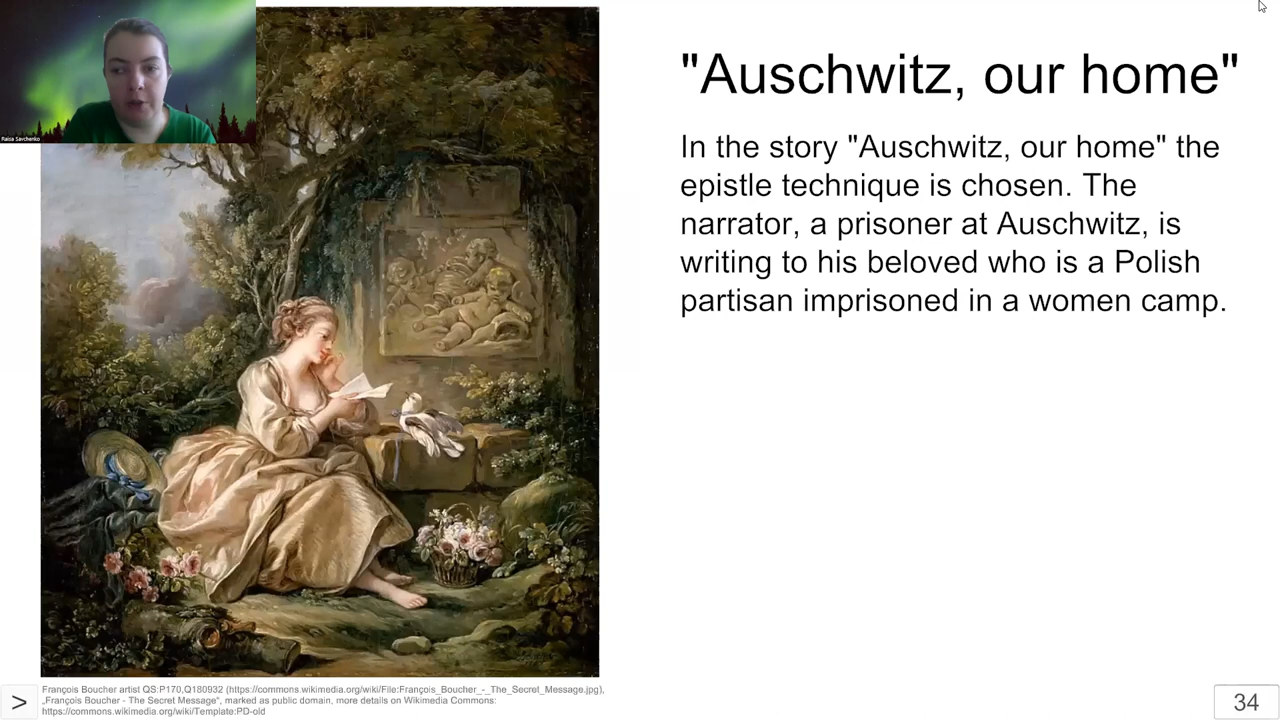 Raisa Savchenko
"Auschwitz, our home"
In the story "Auschwitz, our home" the
epistle technique is chosen. The
narrator, a prisoner at Auschwitz, is
writing to his beloved who is a Polish
partisan imprisoned in a women camp.
François Boucher artist QS:P170,Q180932 (https://commons.wikimedia.org/wiki/File:François_Boucher_-_The_Secret_Message.jpg),
„François Boucher - The Secret Message", marked as public domain, more details on Wikimedia Commons:
https://commons.wikimedia.org/wiki/Template:PD-old
>
34